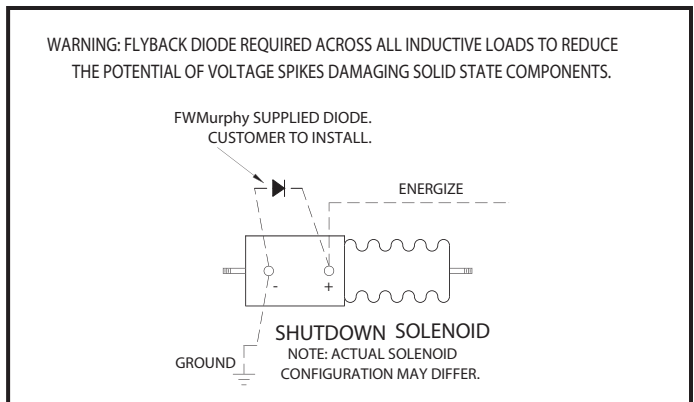 WARNING: FLYBACK DIODE REQUIRED ACROSS ALL INDUCTIVE LOADS TO REDUCE
THE POTENTIAL OF VOLTAGE SPIKES DAMAGING SOLID STATE COMPONENTS.
FWMurphy SUPPLIED DIODE.
CUSTOMER TO INSTALL.
ENERGIZE
- +
SHUTDOWN SOLENOID
NOTE: ACTUAL SOLENOID
CONFIGURATION MAY DIFFER.
GROUND